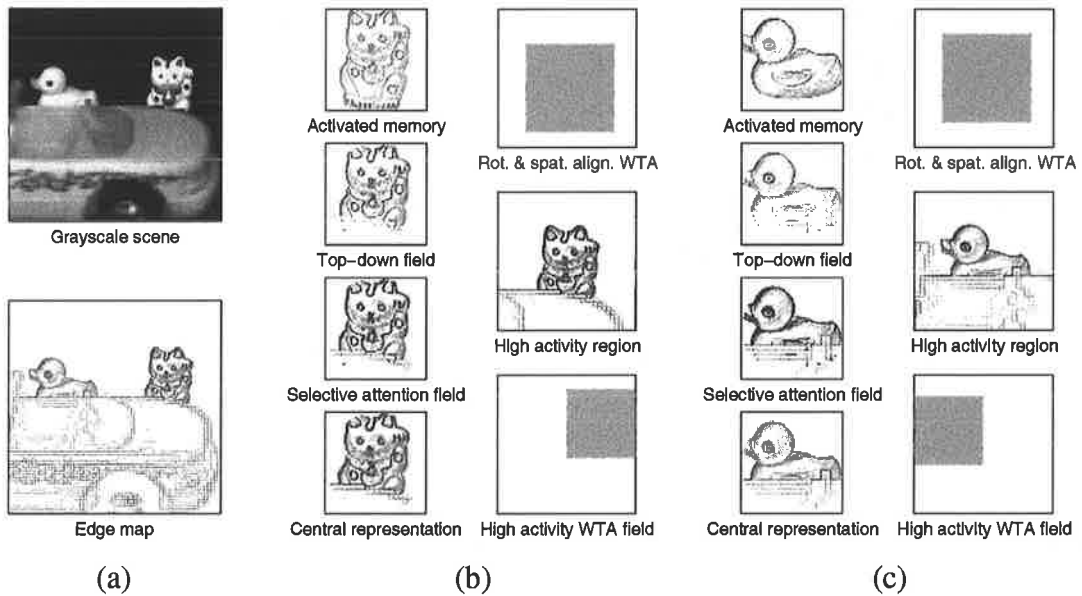 Grayscale scene
Edge map
(a)
Activated memory
Rot. & spat. align. WTA
Top–down field
High activity region
Selective attention field
Central representation
High activity WTA field
(b)
Activated memory
Rot. & spat. align. WTA
Top–down field
High activity region
Selective attention field
Central representation
High activity WTA field
(c)